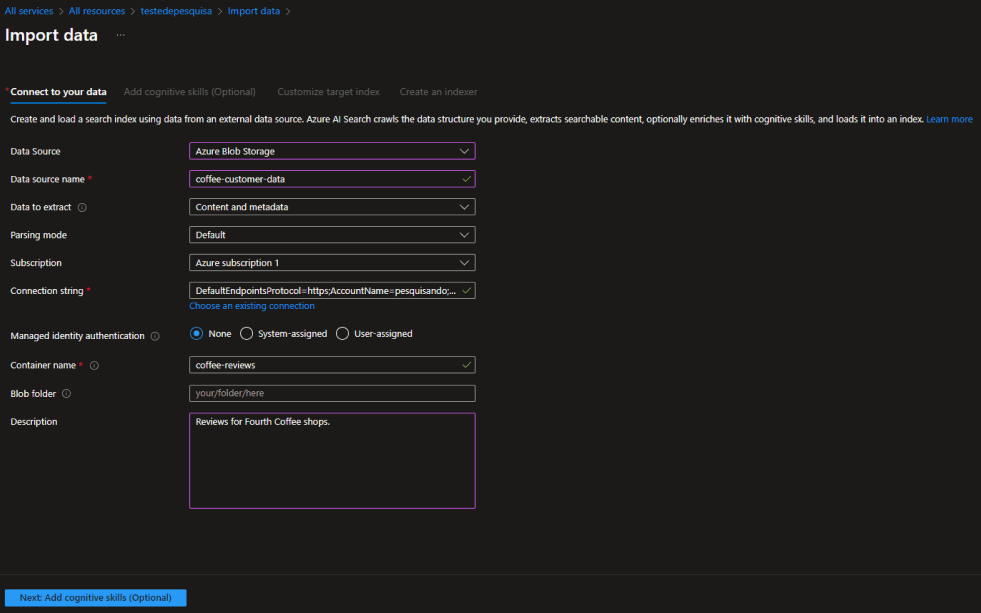 All services > All resources > testedepesquisa > Import data >
Import data ...
* Connect to your data Add cognitive skills (Optional) Customize target index Create an indexer
Create and load a search index using data from an external data source. Azure AI Search crawls the data structure you provide, extracts searchable content, optionally enriches it with cognitive skills, and loads it into an index. Learn more
Data Source Azure Blob Storage
Data source name * coffee-customer-data
Data to extract Content and metadata
Parsing mode Default
Subscription Azure subscription 1
Connection string * DefaultEndpointsProtocol=https;AccountName=pesquisando;...
Choose an existing connection
Managed identity authentication None System-assigned User-assigned
Container name * coffee-reviews
Blob folder your/folder/here
Description Reviews for Fourth Coffee shops.
Next: Add cognitive skills (Optional)